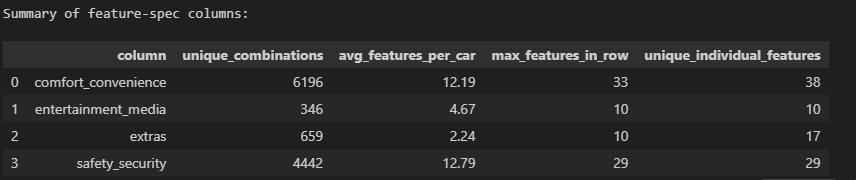 Summary of feature-spec columns:
column unique_combinations avg_features_per_car max_features_in_row unique_individual_features
0 comfort_convenience 6196 12.19 33 38
1 entertainment_media 346 4.67 10 10
2 extras 659 2.24 10 17
3 safety_security 4442 12.79 29 29